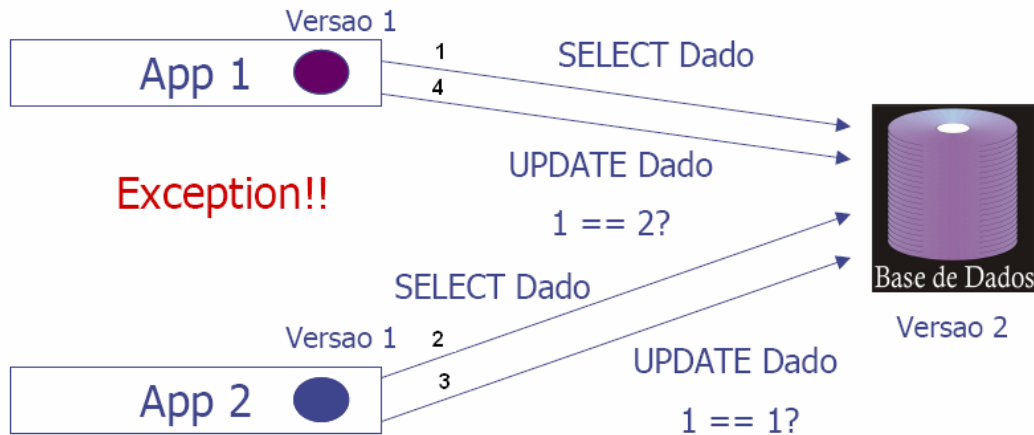 Versao 1
App 1
1
SELECT Dado
4
UPDATE Dado
1 == 2?
Exception!!
Base de Dados
Versao 2
SELECT Dado
Versao 1
2
App 2
3
UPDATE Dado
1 == 1?